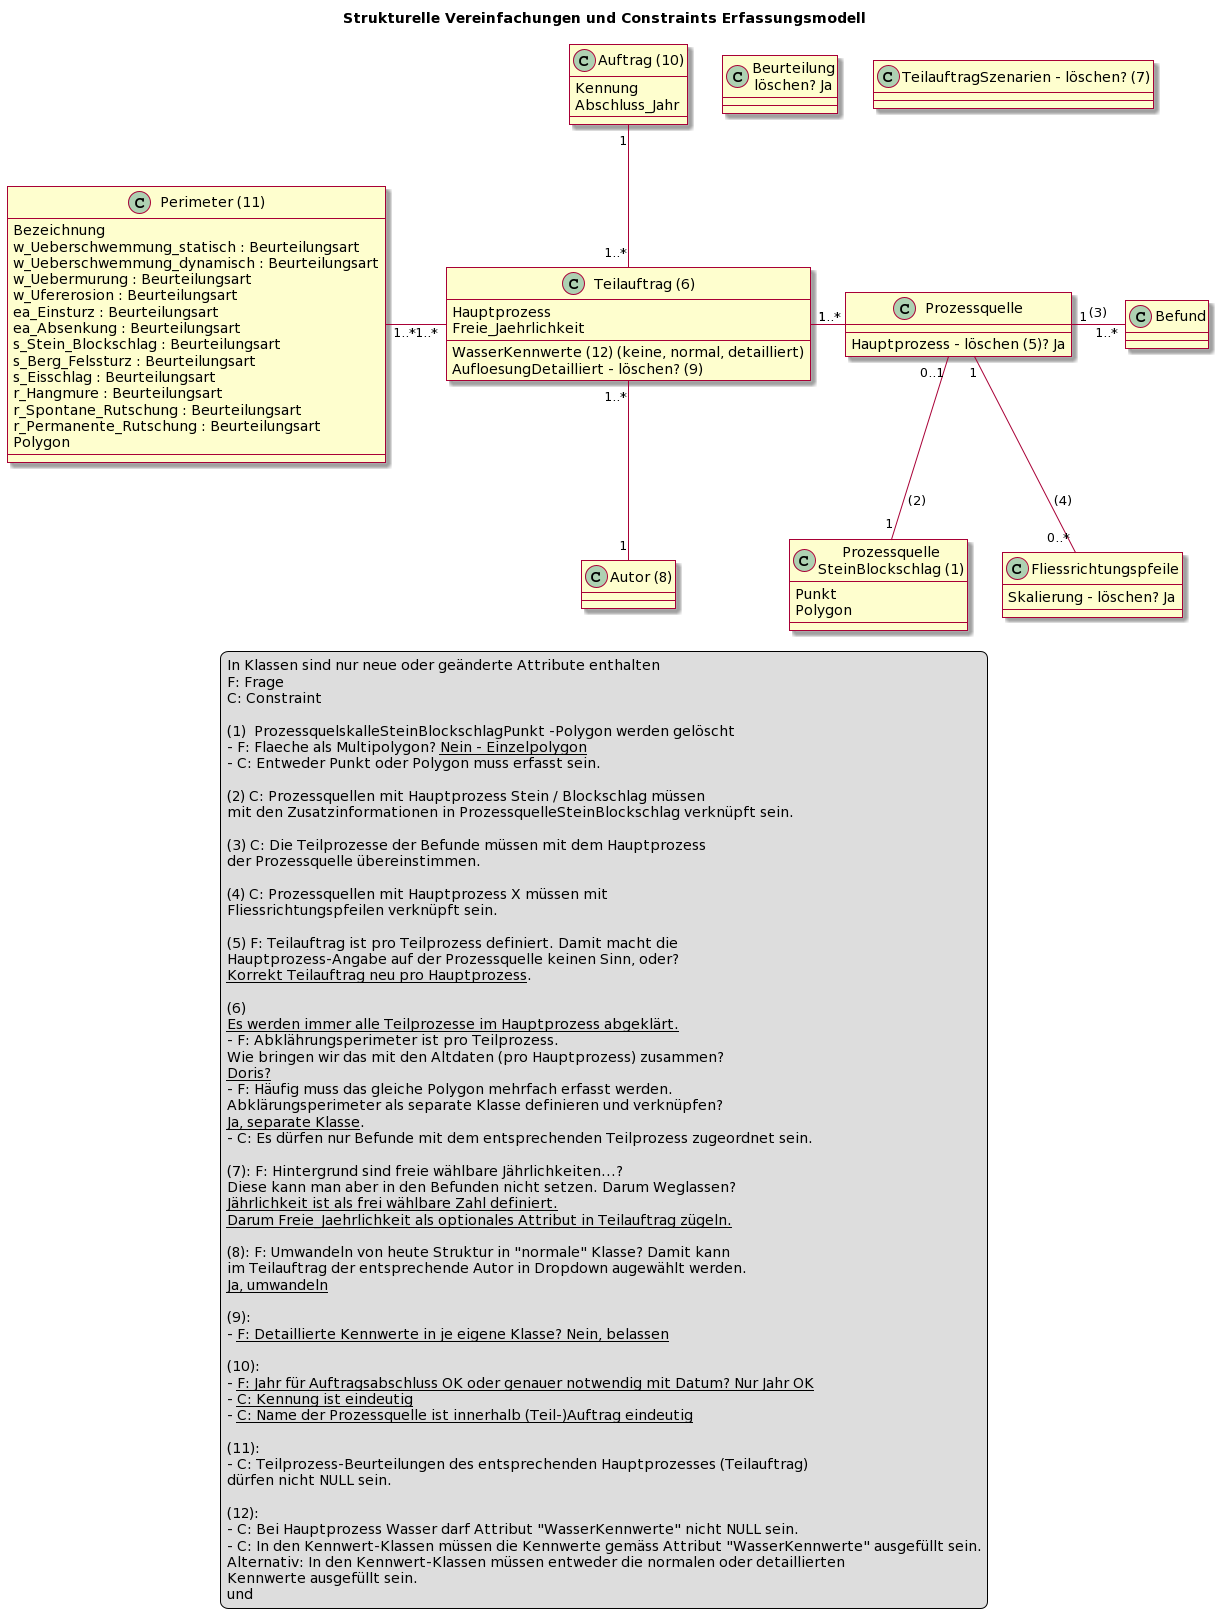 Strukturelle Vereinfachungen und Constraints Erfassungsmodell
C Auftrag (10)
Kennung
Abschluss_Jahr
C Beurteilung
löschen? Ja
C TeilauftragSzenarien - löschen? (7)
1
1..*
C Perimeter (11)
Bezeichnung
w_Ueberschwemmung_statisch : Beurteilungsart
w_Ueberschwemmung_dynamisch : Beurteilungsart
w_Uebermurung : Beurteilungsart
w_Ufererosion : Beurteilungsart
ea_Einsturz : Beurteilungsart
ea_Absenkung : Beurteilungsart
s_Stein_Blockschlag : Beurteilungsart
s_Berg_Felssturz : Beurteilungsart
s_Eisschlag : Beurteilungsart
r_Hangmure : Beurteilungsart
r_Spontane_Rutschung : Beurteilungsart
r_Permanente_Rutschung : Beurteilungsart
Polygon
1..*1..*
C Teilauftrag (6)
Hauptprozess
Freie_Jaehrlichkeit
WasserKennwerte (12) (keine, normal, detailliert)
AufloesungDetailliert - löschen? (9)
1..*
C Prozessquelle
Hauptprozess - löschen (5)? Ja
1 (3)
1..*
C Befund
1..*
1
0..1
1
(2)
1
(4)
0..*
C Autor (8)
C Prozessquelle
SteinBlockschlag (1)
Punkt
Polygon
C Fliessrichtungspfeile
Skalierung - löschen? Ja
In Klassen sind nur neue oder geänderte Attribute enthalten
F: Frage
C: Constraint
(1)  ProzessquelskalleSteinBlockschlagPunkt -Polygon werden gelöscht
- F: Flaeche als Multipolygon? Nein - Einzelpolygon
- C: Entweder Punkt oder Polygon muss erfasst sein.
(2) C: Prozessquellen mit Hauptprozess Stein / Blockschlag müssen
mit den Zusatzinformationen in ProzessquelleSteinBlockschlag verknüpft sein.
(3) C: Die Teilprozesse der Befunde müssen mit dem Hauptprozess
der Prozessquelle übereinstimmen.
(4) C: Prozessquellen mit Hauptprozess X müssen mit
Fliessrichtungspfeilen verknüpft sein.
(5) F: Teilauftrag ist pro Teilprozess definiert. Damit macht die
Hauptprozess-Angabe auf der Prozessquelle keinen Sinn, oder?
Korrekt Teilauftrag neu pro Hauptprozess.
(6)
Es werden immer alle Teilprozesse im Hauptprozess abgeklärt.
- F: Abklährungsperimeter ist pro Teilprozess.
Wie bringen wir das mit den Altdaten (pro Hauptprozess) zusammen?
Doris?
- F: Häufig muss das gleiche Polygon mehrfach erfasst werden.
Abklärungsperimeter als separate Klasse definieren und verknüpfen?
Ja, separate Klasse.
- C: Es dürfen nur Befunde mit dem entsprechenden Teilprozess zugeordnet sein.
(7): F: Hintergrund sind freie wählbare Jährlichkeiten...?
Diese kann man aber in den Befunden nicht setzen. Darum Weglassen?
Jährlichkeit ist als frei wählbare Zahl definiert.
Darum Freie_Jaehrlichkeit als optionales Attribut in Teilauftrag zügeln.
(8): F: Umwandeln von heute Struktur in "normale" Klasse? Damit kann
im Teilauftrag der entsprechende Autor in Dropdown augewählt werden.
Ja, umwandeln
(9):
- F: Detaillierte Kennwerte in je eigene Klasse? Nein, belassen
(10):
- F: Jahr für Auftragsabschluss OK oder genauer notwendig mit Datum? Nur Jahr OK
- C: Kennung ist eindeutig
- C: Name der Prozessquelle ist innerhalb (Teil-)Auftrag eindeutig
(11):
- C: Teilprozess-Beurteilungen des entsprechenden Hauptprozesses (Teilauftrag)
dürfen nicht NULL sein.
(12):
- C: Bei Hauptprozess Wasser darf Attribut "WasserKennwerte" nicht NULL sein.
- C: In den Kennwert-Klassen müssen die Kennwerte gemäss Attribut "WasserKennwerte" ausgefüllt sein.
Alternativ: In den Kennwert-Klassen müssen entweder die normalen oder detaillierten
Kennwerte ausgefüllt sein.
und